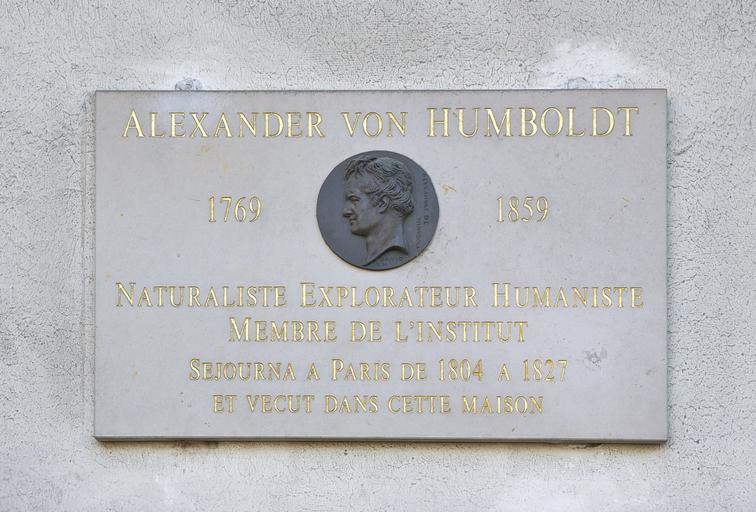 ALEXANDER VON HUMBOLDT
1769
1859
NATURALISTE EXPLORATEUR HUMANISTE
MEMBRE DE L'INSTITUT
SEJOURNA A PARIS DE 1804 A 1827
ET VECUT DANS CETTE MAISON